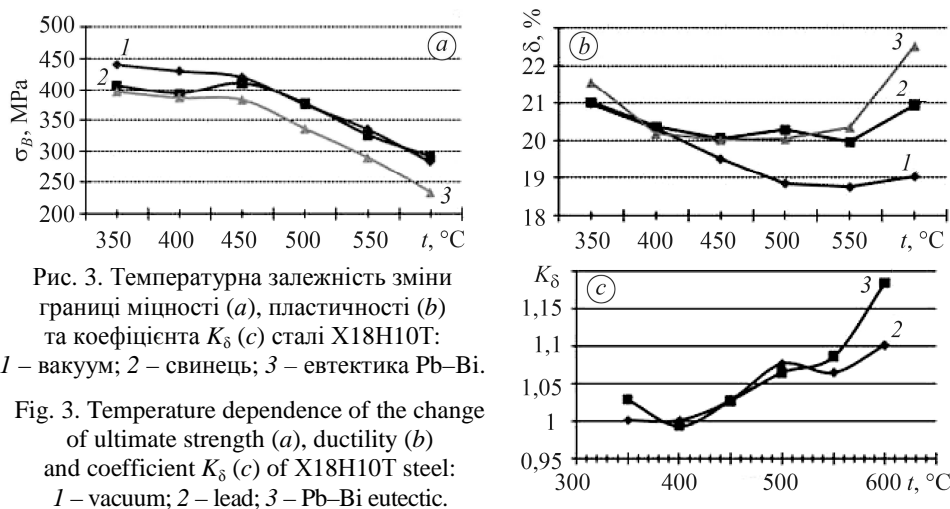 500
450
400
350
300
250
200
σB, MPa
1
2
3
a
350 400 450 500 550 t, °C
δ, %
22
21
20
19
18
b
3
2
1
350 400 450 500 550 t, °C
Рис. 3. Температурна залежність зміни
границі міцності (a), пластичності (b)
та коефіцієнта Kδ (c) сталі Х18Н10Т:
1 – вакуум; 2 – свинець; 3 – евтектика Pb–Bi.
Fig. 3. Temperature dependence of the change
of ultimate strength (a), ductility (b)
and coefficient Kδ (c) of X18H10T steel:
1 – vacuum; 2 – lead; 3 – Pb–Bi eutectic.
Kδ
1,15
1,1
1,05
1
0,95
c
3
2
300 400 500 600 t, °C